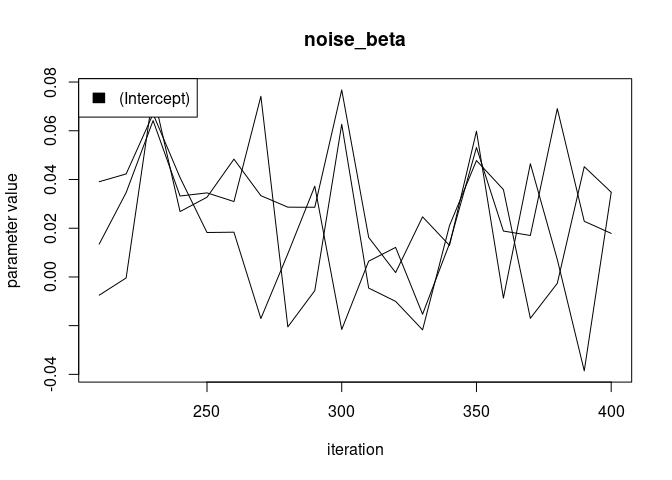 noise_beta
(Intercept)
parameter value
0.08
0.06
0.04
0.02
0.00
-0.04
250 300 350 400
iteration